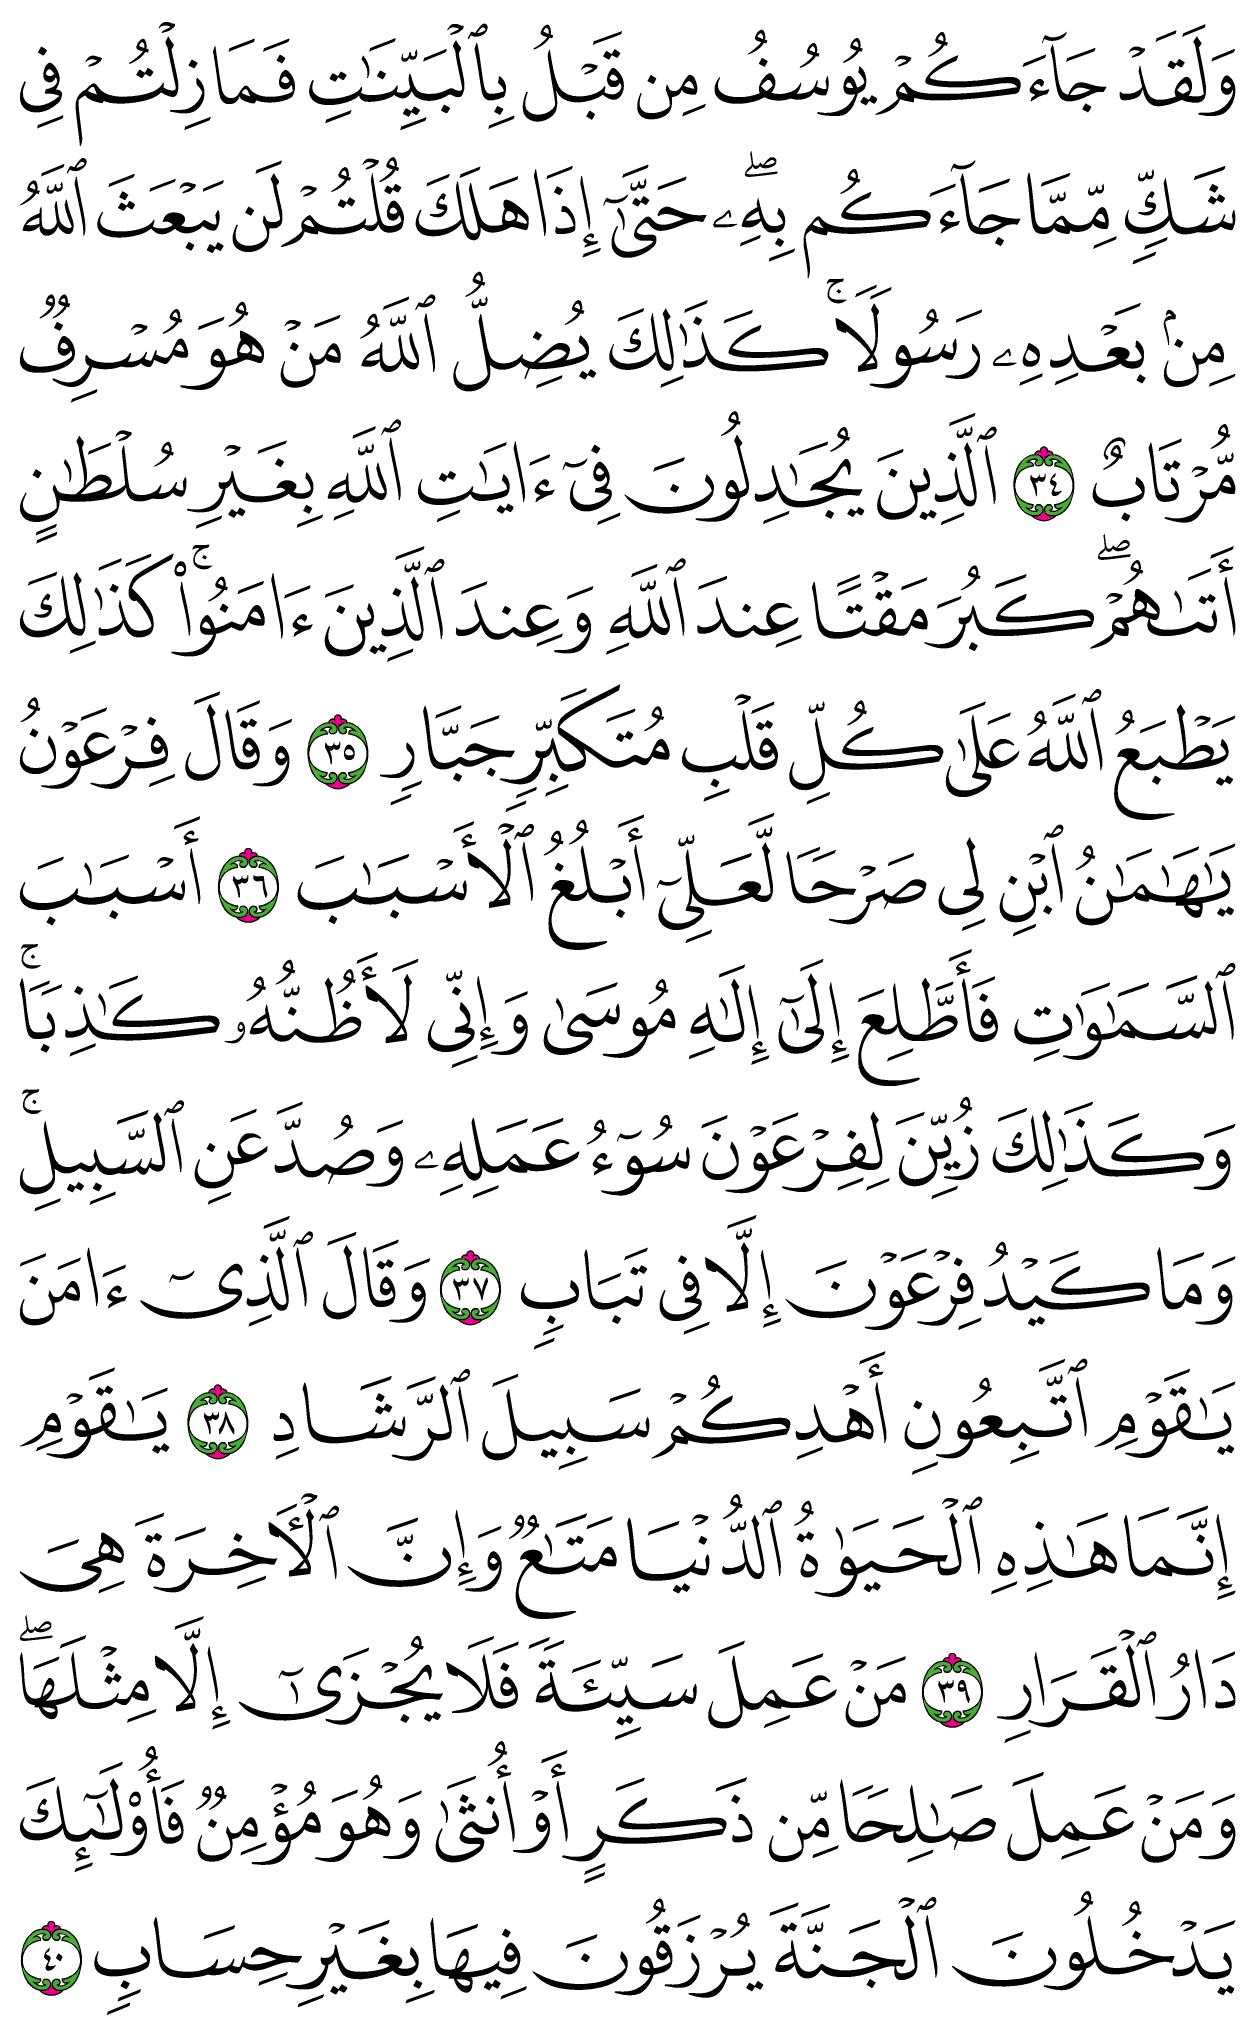 وَلَقَدْ جَآءَكُمْ يُوسُفُ مِن قَبْلُ بِٱلْبَيِّنَـٰتِ فَمَا زِلْتُمْ فِى
شَكٍّ مِّمَّا جَآءَكُم بِهِۦ ۖ حَتَّىٰٓ إِذَا هَلَكَ قُلْتُمْ لَن يَبْعَثَ ٱللَّهُ
مِنۢ بَعْدِهِۦ رَسُولًا ۚ كَذَٰلِكَ يُضِلُّ ٱللَّهُ مَنْ هُوَ مُسْرِفٌ
مُّرْتَابٌ ٣٤ ٱلَّذِينَ يُجَـٰدِلُونَ فِىٓ ءَايَـٰتِ ٱللَّهِ بِغَيْرِ سُلْطَـٰنٍ
أَتَىٰهُمْ ۖ كَبُرَ مَقْتًا عِندَ ٱللَّهِ وَعِندَ ٱلَّذِينَ ءَامَنُوا۟ ۚ كَذَٰلِكَ
يَطْبَعُ ٱللَّهُ عَلَىٰ كُلِّ قَلْبِ مُتَكَبِّرٍ جَبَّارٍ ٣٥ وَقَالَ فِرْعَوْنُ
يَـٰهَـٰمَـٰنُ ٱبْنِ لِى صَرْحًا لَّعَلِّىٓ أَبْلُغُ ٱلْأَسْبَـٰبَ ٣٦ أَسْبَـٰبَ
ٱلسَّمَـٰوَٰتِ فَأَطَّلِعَ إِلَىٰٓ إِلَـٰهِ مُوسَىٰ وَإِنِّى لَأَظُنُّهُۥ كَـٰذِبًا ۚ
وَكَذَٰلِكَ زُيِّنَ لِفِرْعَوْنَ سُوٓءُ عَمَلِهِۦ وَصُدَّ عَنِ ٱلسَّبِيلِ ۚ
وَمَا كَيْدُ فِرْعَوْنَ إِلَّا فِى تَبَابٍ ٣٧ وَقَالَ ٱلَّذِىٓ ءَامَنَ
يَـٰقَوْمِ ٱتَّبِعُونِ أَهْدِكُمْ سَبِيلَ ٱلرَّشَادِ ٣٨ يَـٰقَوْمِ
إِنَّمَا هَـٰذِهِ ٱلْحَيَوٰةُ ٱلدُّنْيَا مَتَـٰعٌ وَإِنَّ ٱلْـَٔاخِرَةَ هِىَ
دَارُ ٱلْقَرَارِ ٣٩ مَنْ عَمِلَ سَيِّئَةً فَلَا يُجْزَىٰٓ إِلَّا مِثْلَهَا ۖ
وَمَنْ عَمِلَ صَـٰلِحًا مِّن ذَكَرٍ أَوْ أُنثَىٰ وَهُوَ مُؤْمِنٌ فَأُو۟لَـٰٓئِكَ
يَدْخُلُونَ ٱلْجَنَّةَ يُرْزَقُونَ فِيهَا بِغَيْرِ حِسَابٍ ٤٠